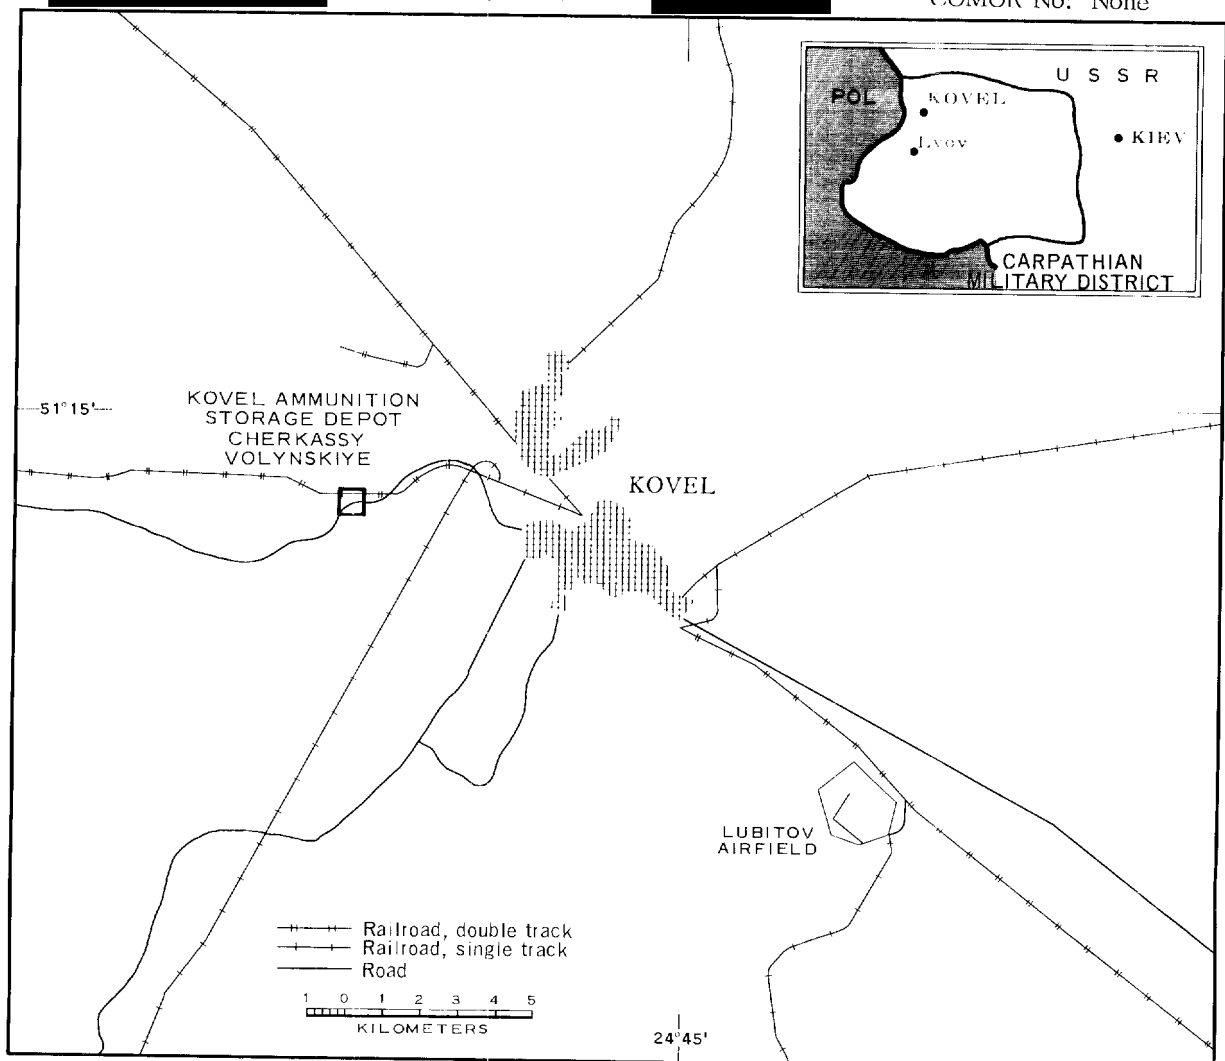 COMOR No: None
U S S R
POL
KOVEL
Lvov
KIEV
CARPATHIAN
MILITARY DISTRICT
51°15'
KOVEL AMMUNITION
STORAGE DEPOT
CHERKASSY
VOLYNSKIYE
KOVEL
LUBITOV
AIRFIELD
Railroad, double track
Railroad, single track
Road
1 0 1 2 3 4 5
KILOMETERS
24°45'